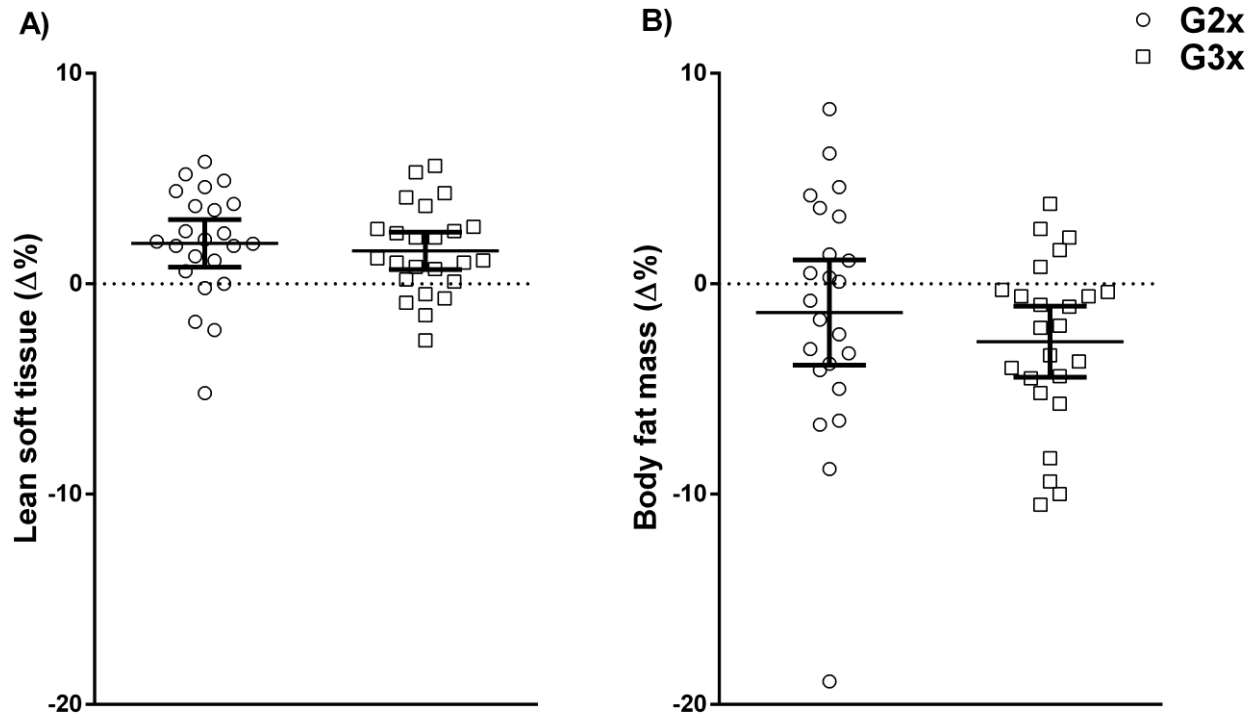 A)
B)
G2x
G3x
10
0
-10
-20
Lean soft tissue (Δ%)
10
0
-10
-20
Body fat mass (Δ%)